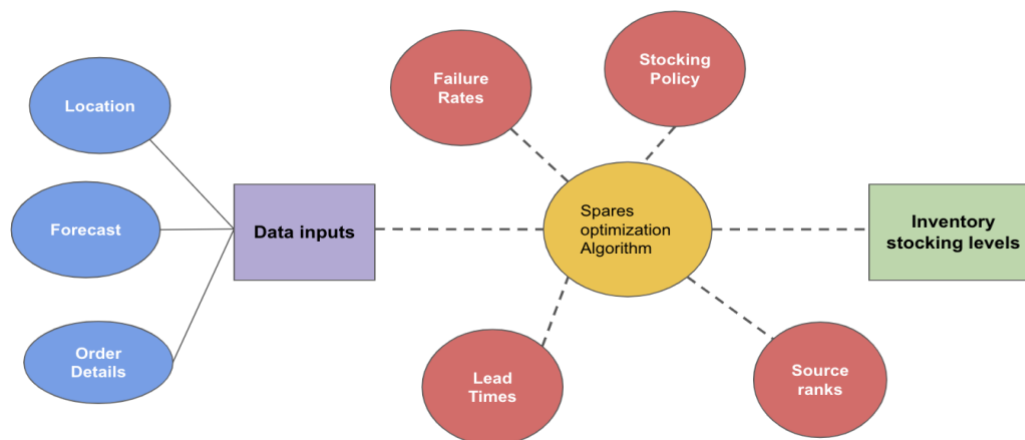 Location
Forecast
Order
Details
Data inputs
Failure
Rates
Stocking
Policy
Spares
optimization
Algorithm
Lead
Times
Source
ranks
Inventory
stocking levels